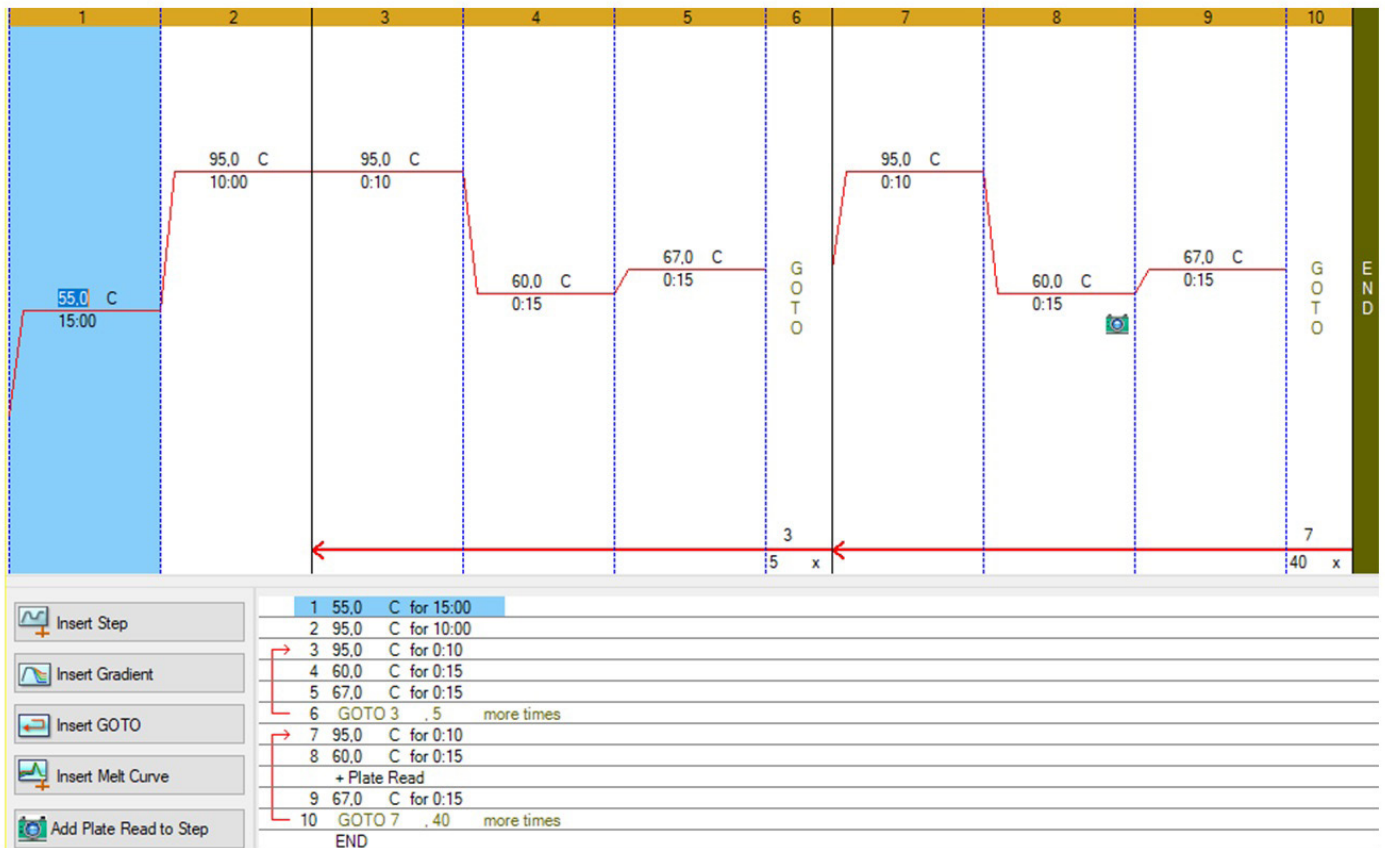 1 2 3 4 5 6 7 8 9 10
95,0 C 95,0 C 95,0 C
10:00 0:10 0:10
67,0 C 67,0 C
0:15 0:15
60,0 C 60,0 C
0:15 0:15
55,0 C
15:00
GOTO GOTO END
3 7
5 x 40 x
Insert Step
Insert Gradient
Insert GOTO
Insert Melt Curve
Add Plate Read to Step
1 55,0 C for 15:00
2 95,0 C for 10:00
3 95,0 C for 0:10
4 60,0 C for 0:15
5 67,0 C for 0:15
6 GOTO 3 , 5 more times
7 95,0 C for 0:10
8 60,0 C for 0:15
+ Plate Read
9 67,0 C for 0:15
10 GOTO 7 , 40 more times
END